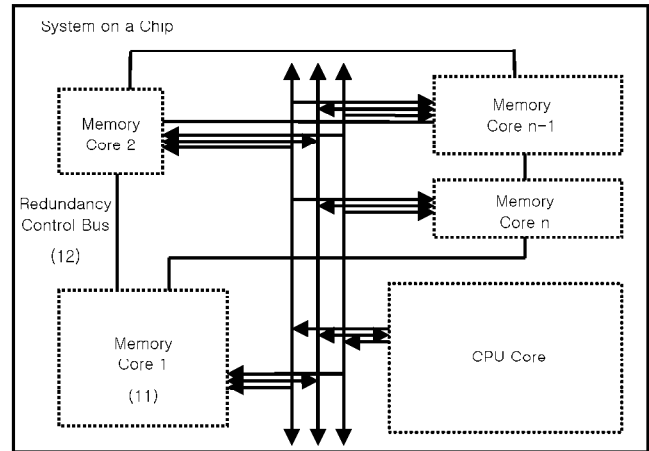 System on a Chip
Memory
Core 2
Memory
Core n-1
Redundancy
Control Bus
(12)
Memory
Core n
Memory
Core 1
(11)
CPU Core